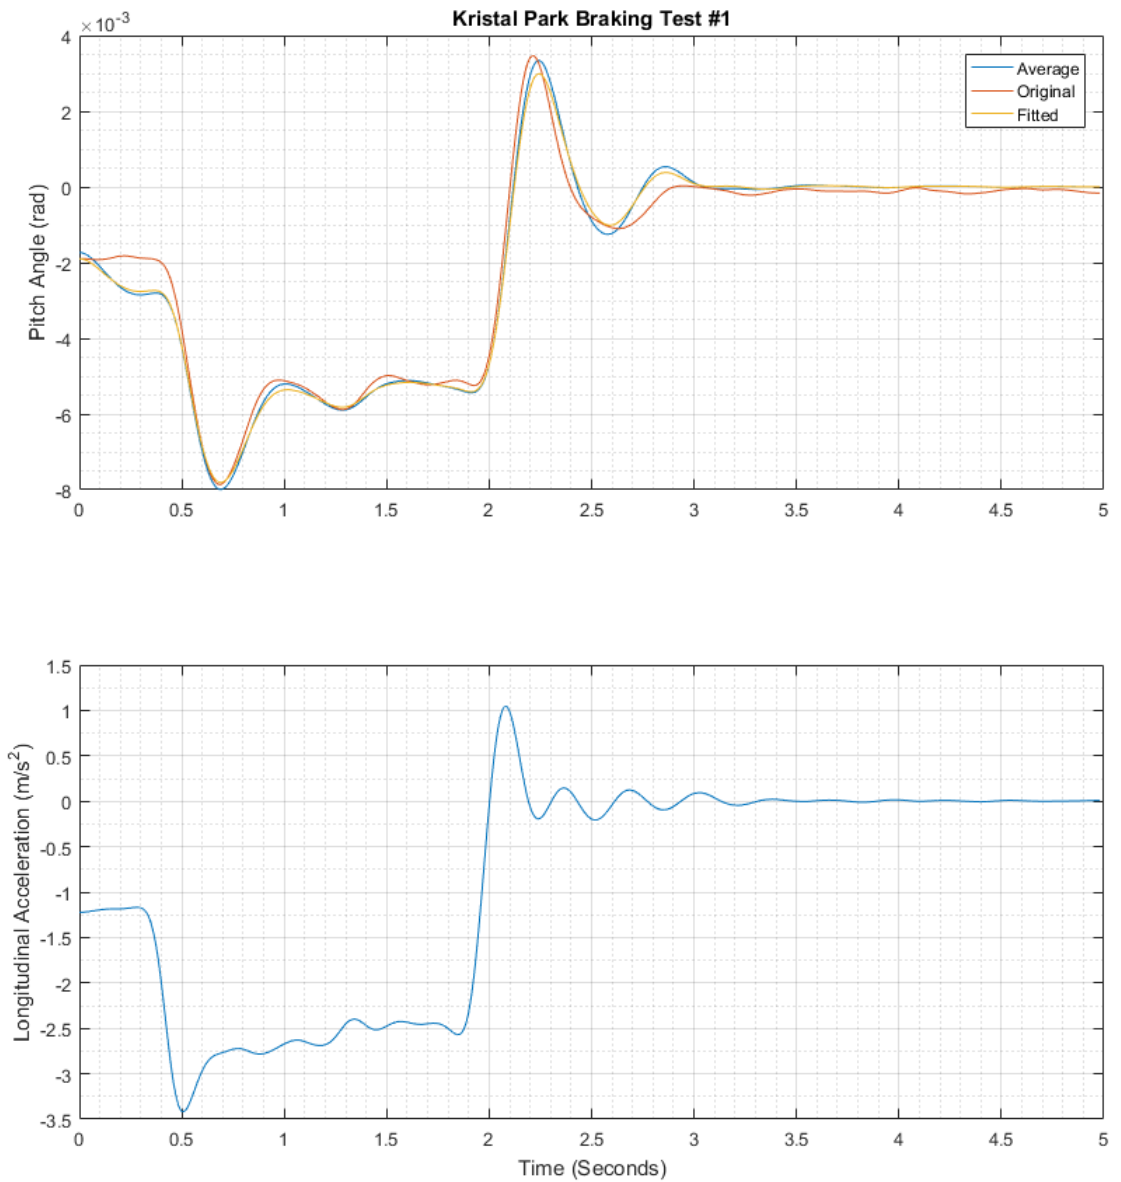 Kristal Park Braking Test #1
×10⁻³
4
2
0
-2
-4
-6
-8
Pitch Angle (rad)
Average
Original
Fitted
0 0.5 1 1.5 2 2.5 3 3.5 4 4.5 5
1.5
1
0.5
0
-0.5
-1
-1.5
-2
-2.5
-3
-3.5
Longitudinal Acceleration (m/s²)
0 0.5 1 1.5 2 2.5 3 3.5 4 4.5 5
Time (Seconds)